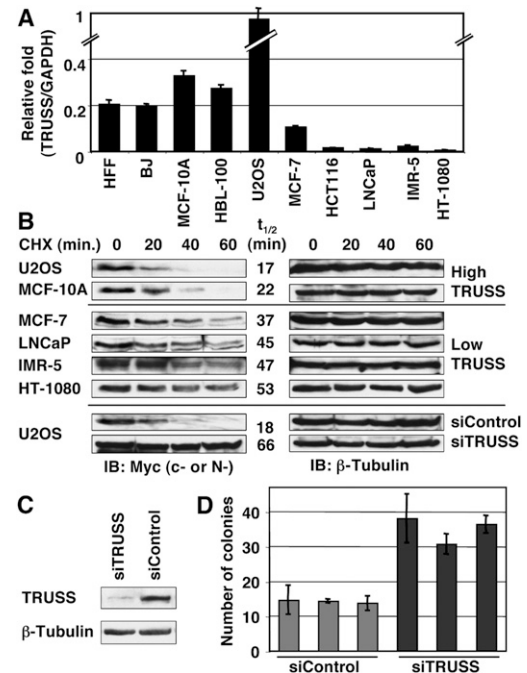 A
Relative fold
(TRUSS/GAPDH)
1
0.4
0.2
0
HFF
BJ
MCF-10A
HBL-100
U2OS
MCF-7
HCT116
LNCaP
IMR-5
HT-1080
B
CHX (min.) 0 20 40 60 t1/2 (min) 0 20 40 60
U2OS 17 High
MCF-10A 22 TRUSS
MCF-7 37
LNCaP 45 Low
IMR-5 47 TRUSS
HT-1080 53
U2OS 18 siControl
66 siTRUSS
IB: Myc (c- or N-) IB: β-Tubulin
C
siTRUSS
siControl
TRUSS
β-Tubulin
D
Number of colonies
40
30
20
10
0
siControl siTRUSS